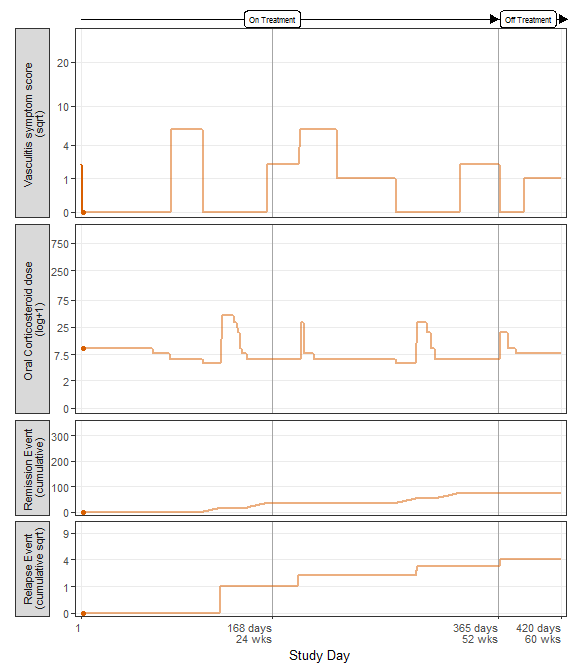 On Treatment
Off Treatment
Vasculitis symptom score
(sqrt)
20
10
4
1
0
Oral Corticosteroid dose
(log+1)
750
250
75
25
7.5
2
0
Remission Event
(cumulative)
300
200
100
0
Relapse Event
(cumulative sqrt)
9
4
1
0
1
168 days
24 wks
365 days
52 wks
420 days
60 wks
Study Day